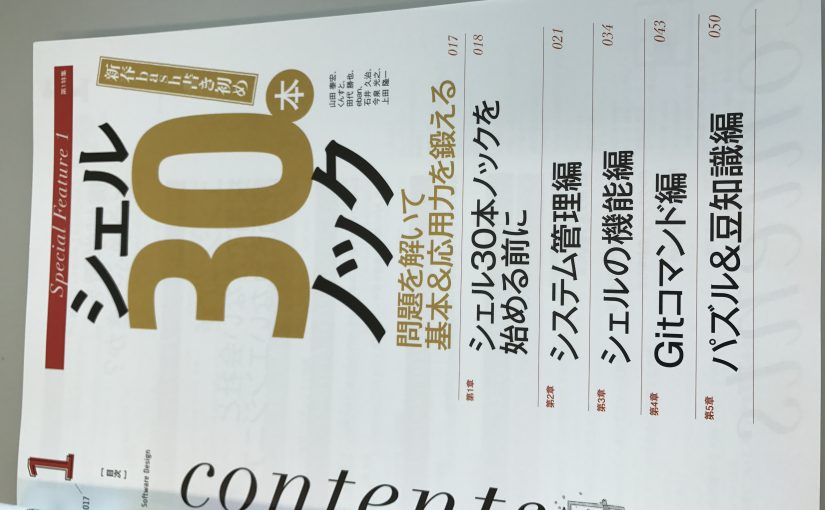 1
2017
[目次]
Software Design
contents
Special Feature 1
第1特集
シェル
30本
ノック
新春
bash書き初め
山田 泰宏、
くんすと、
田代 勝也、
eban、
石井 久治、
今泉 光之、
上田 隆一
問題を解いて
基本&応用力を鍛える
017
第1章
シェル30本ノックを
始める前に
018
第2章
システム管理編
021
第3章
シェルの機能編
034
第4章
Gitコマンド編
043
第5章
パズル&豆知識編
050